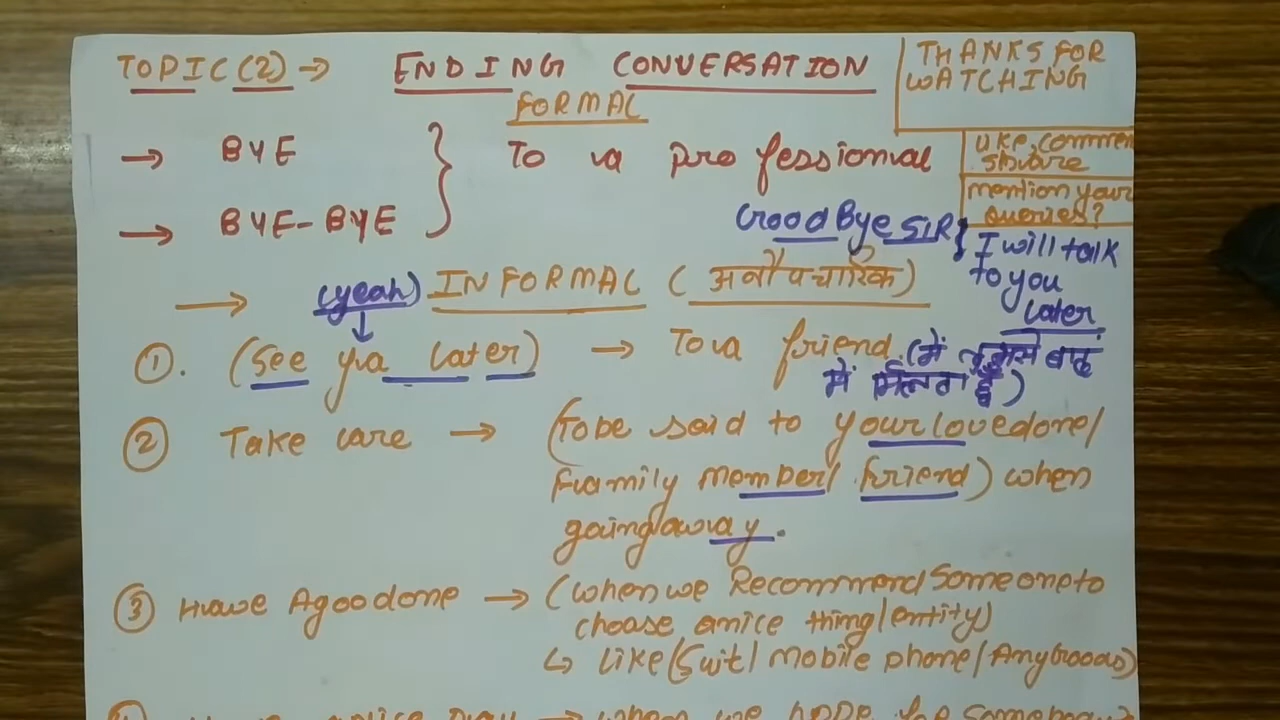 TOPIC (2) → ENDING CONVERSATION
THANKS FOR
WATCHING
FORMAL
→ BYE
→ BYE-BYE
} To a professional
Like, commen
share
mention your
queries?
Good Bye SIR } I will talk
to you
Later
→ (yeah) INFORMAL (अनौपचारिक)
①. (See ya Later) → To a friend. (में तुमसे बाद
में मिलता हूँ)
② Take care → (To be said to your loved one/
Family member/ friend) when
going away.
③ Have A good one → (when we Recommend Someone to
choose a nice thing/entity)
↳ Like (Suit/ mobile phone/ Any Goods)